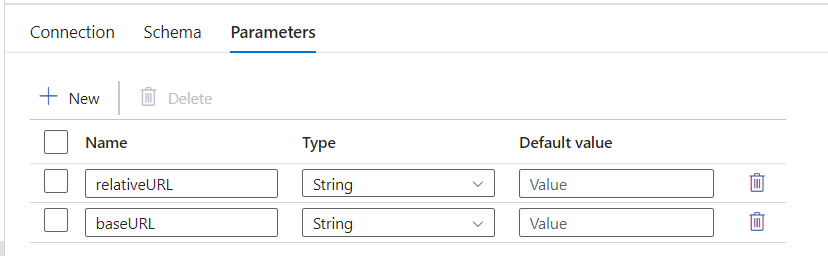 Connection Schema Parameters
New Delete
Name Type Default value
relativeURL String Value
baseURL String Value